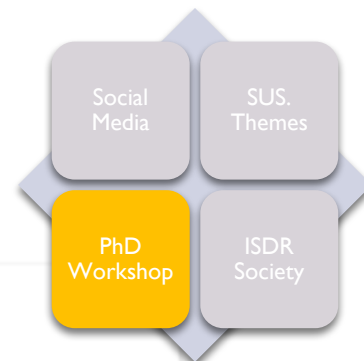 Social
Media
SUS.
Themes
PhD
Workshop
ISDR
Society